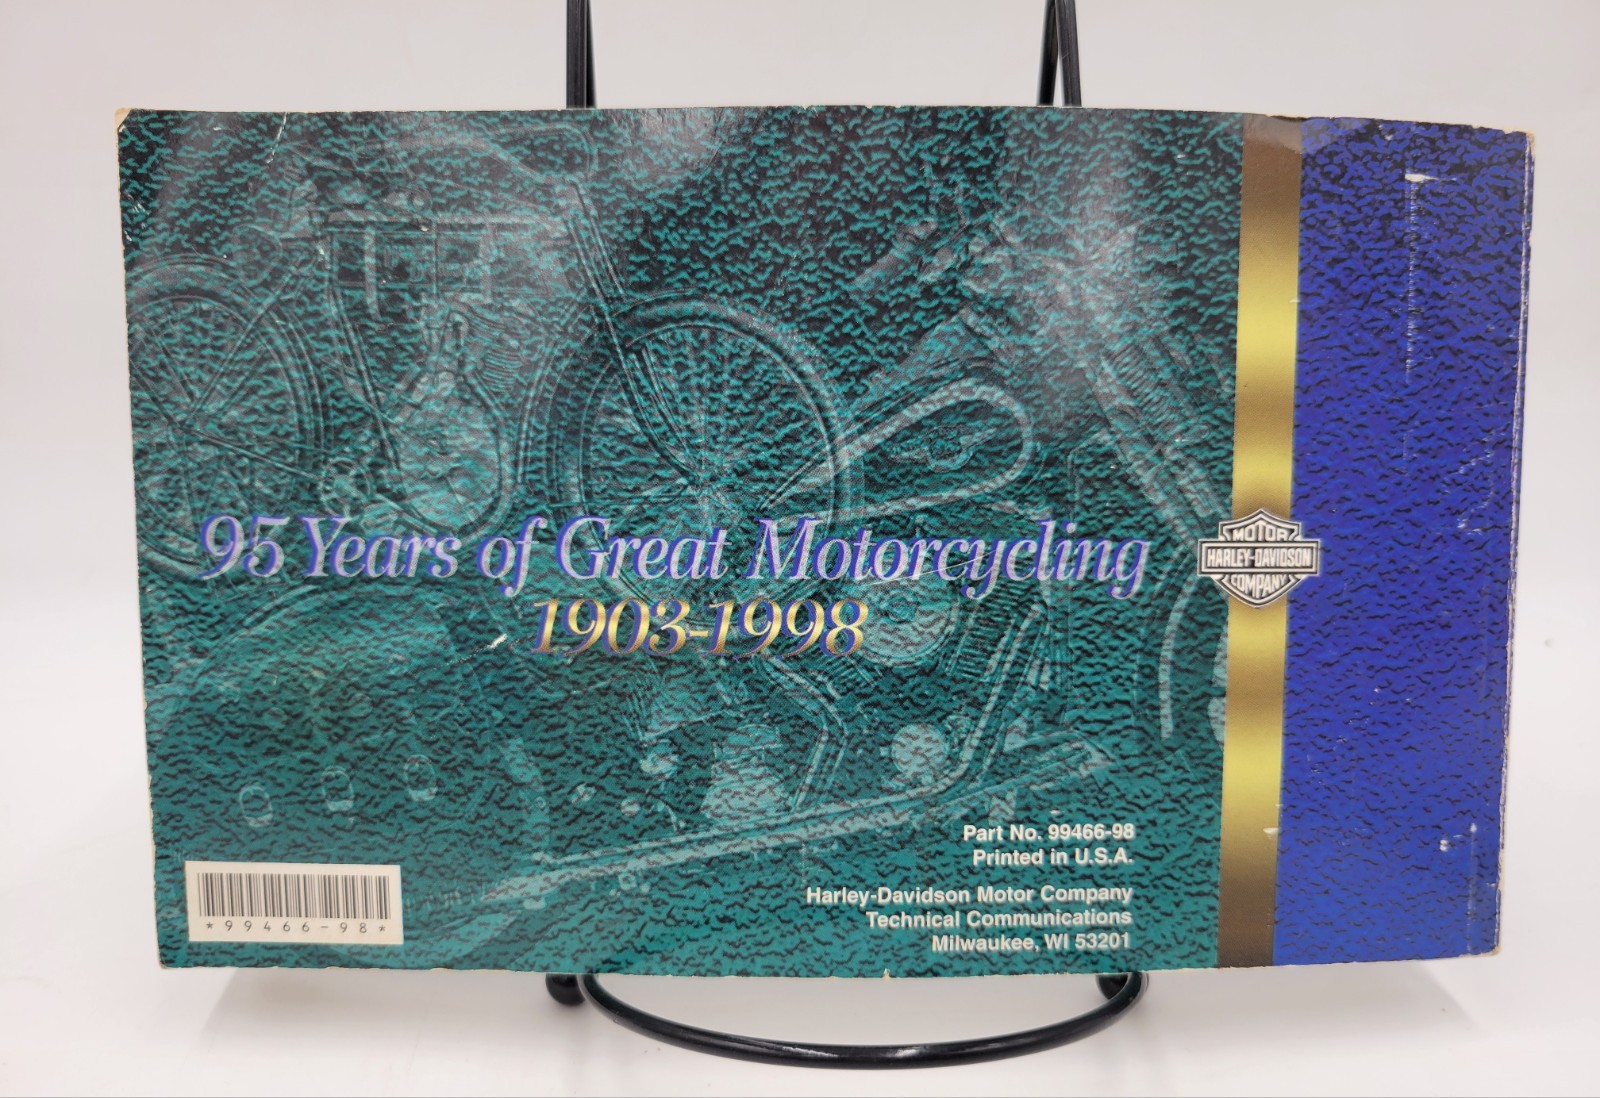 95 Years of Great Motorcycling
1903-1998
MOTOR
HARLEY-DAVIDSON
COMPANY
Part No. 99466-98
Printed in U.S.A.
Harley-Davidson Motor Company
Technical Communications
Milwaukee, WI 53201
*99466-98*